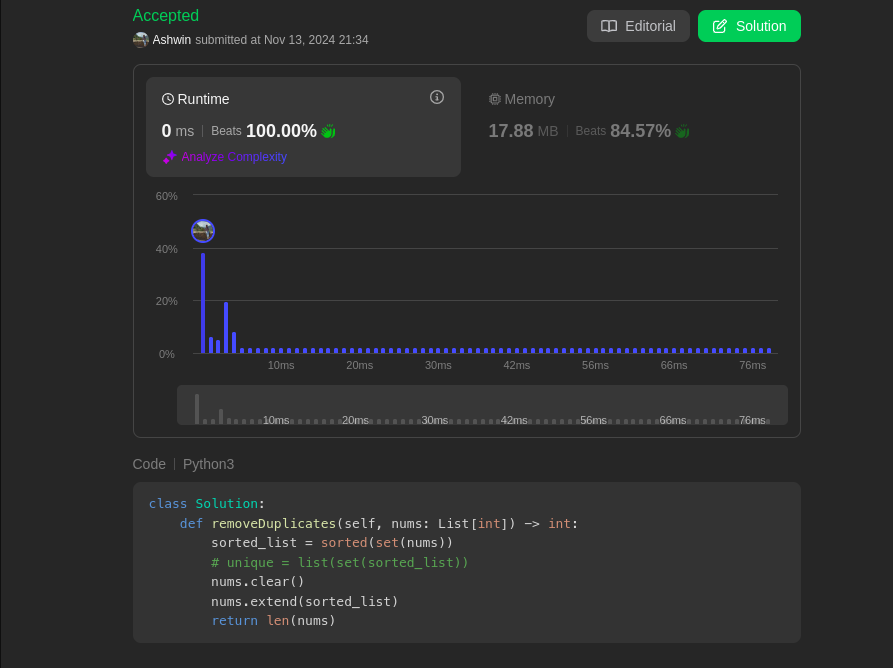 Accepted
Editorial
Solution
Ashwin submitted at Nov 13, 2024 21:34
Runtime
0 ms | Beats 100.00%
Analyze Complexity
Memory
17.88 MB | Beats 84.57%
60%
40%
20%
0%
10ms 20ms 30ms 42ms 56ms 66ms 76ms
10ms 20ms 30ms 42ms 56ms 66ms 76ms
Code | Python3
class Solution:
    def removeDuplicates(self, nums: List[int]) -> int:
        sorted_list = sorted(set(nums))
        # unique = list(set(sorted_list))
        nums.clear()
        nums.extend(sorted_list)
        return len(nums)